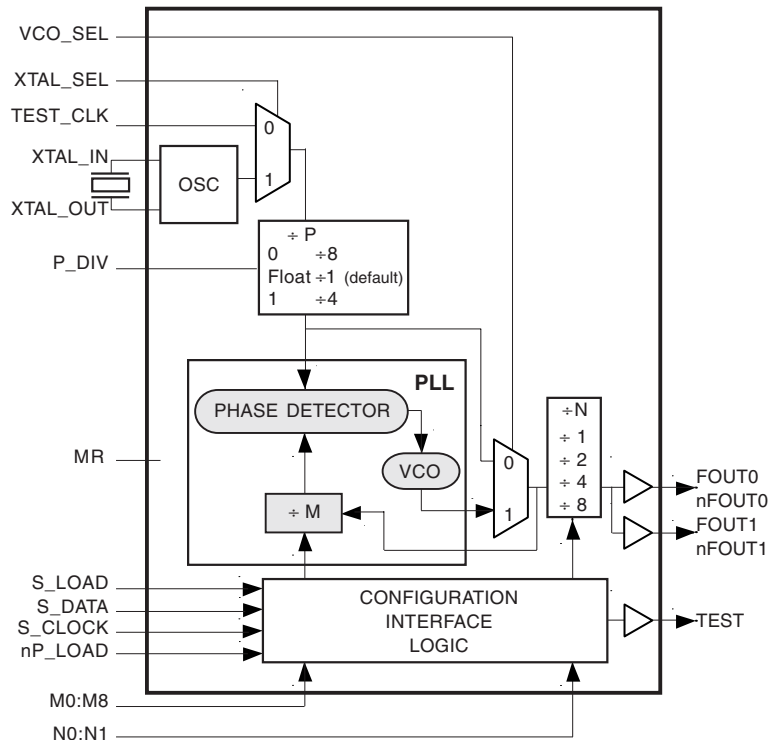 VCO_SEL
XTAL_SEL
TEST_CLK
0
XTAL_IN
OSC
1
XTAL_OUT
÷ P
0 ÷8
P_DIV
Float ÷1 (default)
1 ÷4
PLL
PHASE DETECTOR
÷N
÷ 1
÷ 2
÷ 4
÷ 8
MR
VCO
0
1
FOUT0
nFOUT0
FOUT1
nFOUT1
÷ M
S_LOAD
S_DATA
S_CLOCK
nP_LOAD
CONFIGURATION
INTERFACE
LOGIC
TEST
M0:M8
N0:N1